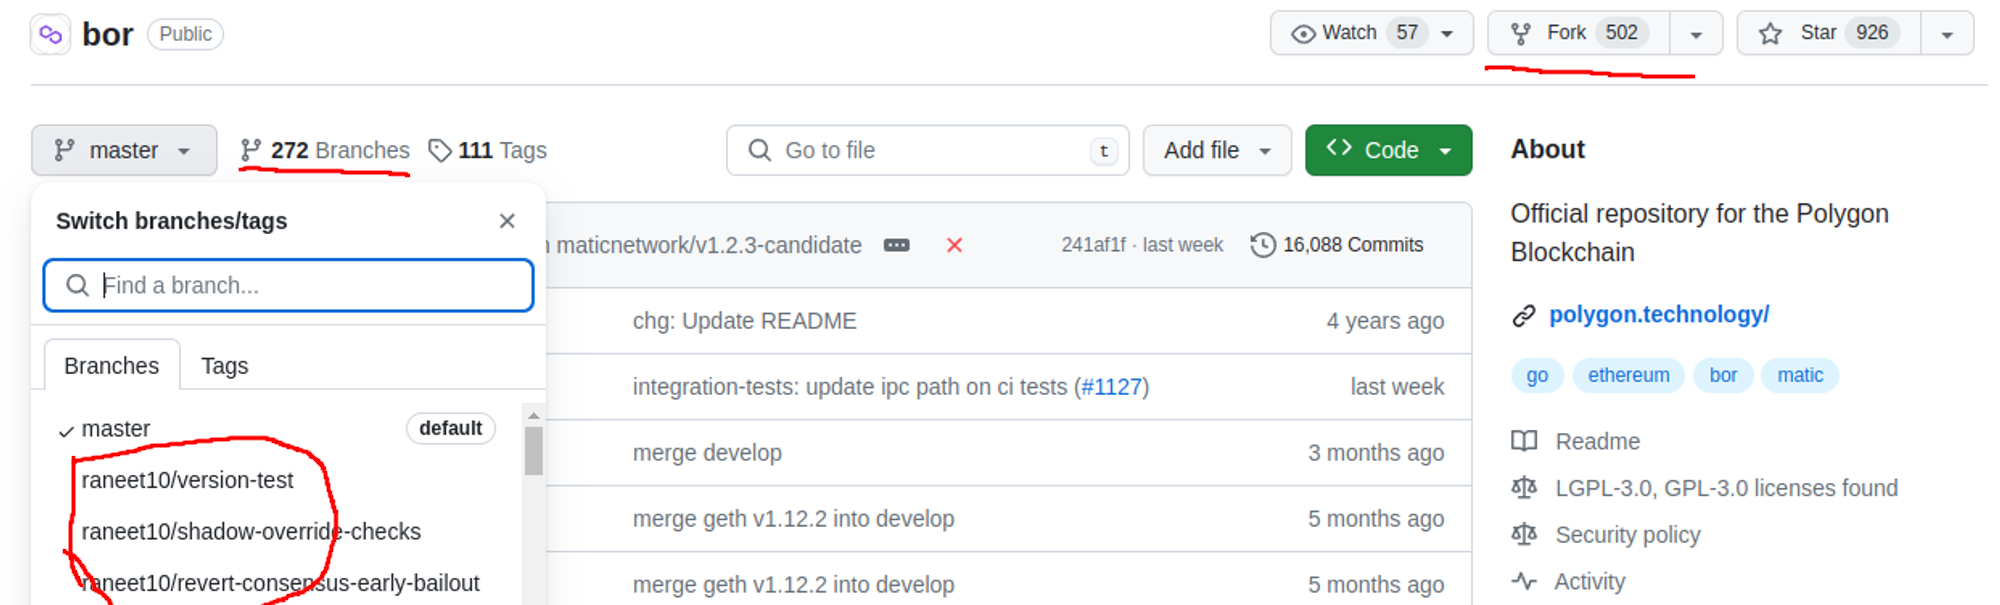 bor Public Watch 57 Fork 502 Star 926
master 272 Branches 111 Tags Go to file t Add file Code
Switch branches/tags
Find a branch...
Branches Tags
master default
raneet10/version-test
raneet10/shadow-override-checks
raneet10/revert-consensus-early-bailout
maticnetwork/v1.2.3-candidate 241af1f · last week 16,088 Commits
chg: Update README 4 years ago
integration-tests: update ipc path on ci tests (#1127) last week
merge develop 3 months ago
merge geth v1.12.2 into develop 5 months ago
merge geth v1.12.2 into develop 5 months ago
About
Official repository for the Polygon
Blockchain
polygon.technology/
go ethereum bor matic
Readme
LGPL-3.0, GPL-3.0 licenses found
Security policy
Activity